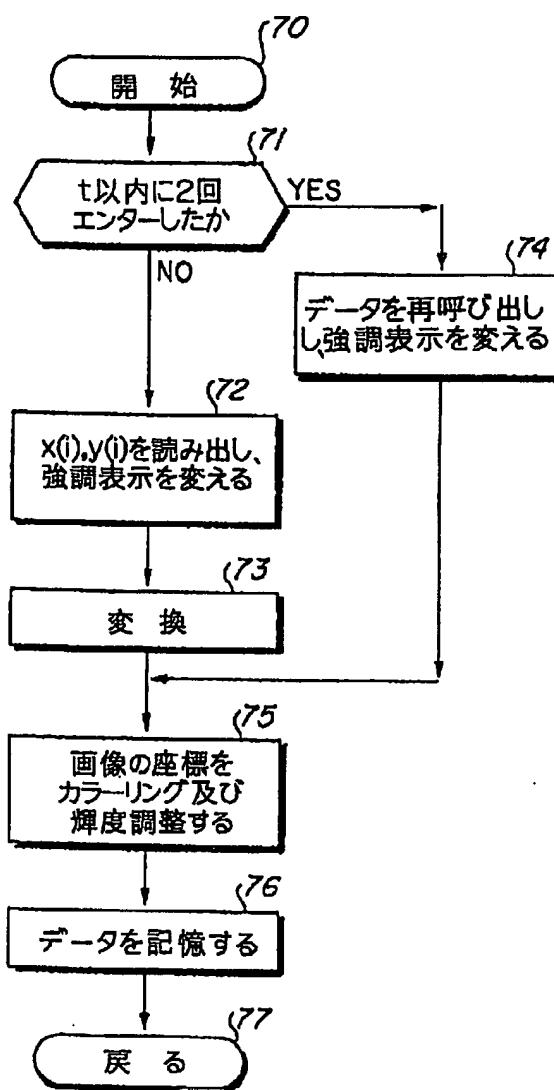 70
開始
71
t以内に2回
エンターしたか
YES
NO
74
データを再呼び出し
し、強調表示を変える
72
x(i),y(i)を読み出し、
強調表示を変える
73
変換
75
画像の座標を
カラーリング及び
輝度調整する
76
データを記憶する
77
戻る